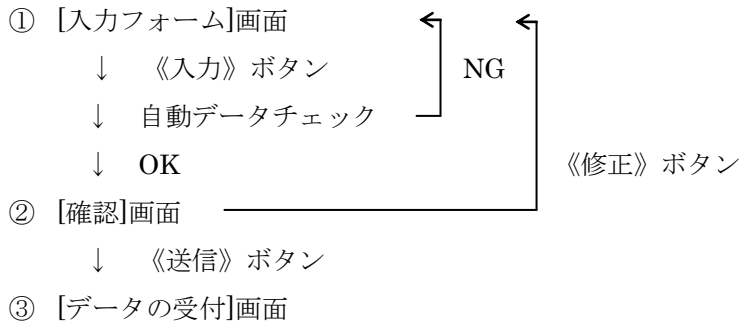 ① [入力フォーム]画面
↓ 《入力》ボタン NG
↓ 自動データチェック
↓ OK 《修正》ボタン
② [確認]画面
↓ 《送信》ボタン
③ [データの受付]画面